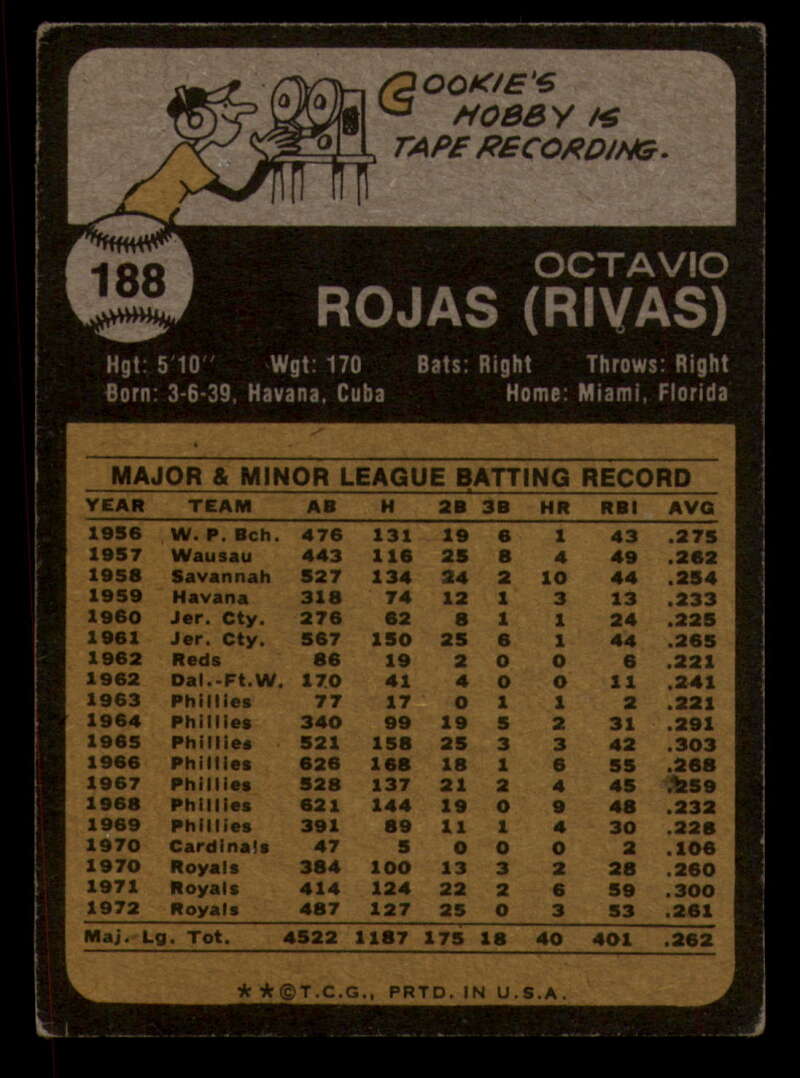 COOKIE'S
HOBBY IS
TAPE RECORDING.
188
OCTAVIO
ROJAS (RIVAS)
Hgt: 5'10" Wgt: 170 Bats: Right Throws: Right
Born: 3-6-39, Havana, Cuba Home: Miami, Florida
MAJOR & MINOR LEAGUE BATTING RECORD
YEAR TEAM AB H 2B 3B HR RBI AVG
1956 W. P. Bch. 476 131 19 6 1 43 .275
1957 Wausau 443 116 25 8 4 49 .262
1958 Savannah 527 134 24 2 10 44 .254
1959 Havana 318 74 12 1 3 13 .233
1960 Jer. Cty. 276 62 8 1 1 24 .225
1961 Jer. Cty. 567 150 25 6 1 44 .265
1962 Reds 86 19 2 0 0 6 .221
1962 Dal.-Ft.W. 170 41 4 0 0 11 .241
1963 Phillies 77 17 0 1 1 2 .221
1964 Phillies 340 99 19 5 2 31 .291
1965 Phillies 521 158 25 3 3 42 .303
1966 Phillies 626 168 18 1 6 55 .268
1967 Phillies 528 137 21 2 4 45 .259
1968 Phillies 621 144 19 0 9 48 .232
1969 Phillies 391 89 11 1 4 30 .228
1970 Cardinals 47 5 0 0 0 2 .106
1970 Royals 384 100 13 3 2 28 .260
1971 Royals 414 124 22 2 6 59 .300
1972 Royals 487 127 25 0 3 53 .261
Maj. Lg. Tot. 4522 1187 175 18 40 401 .262
**©T.C.G., PRTD. IN U.S.A.